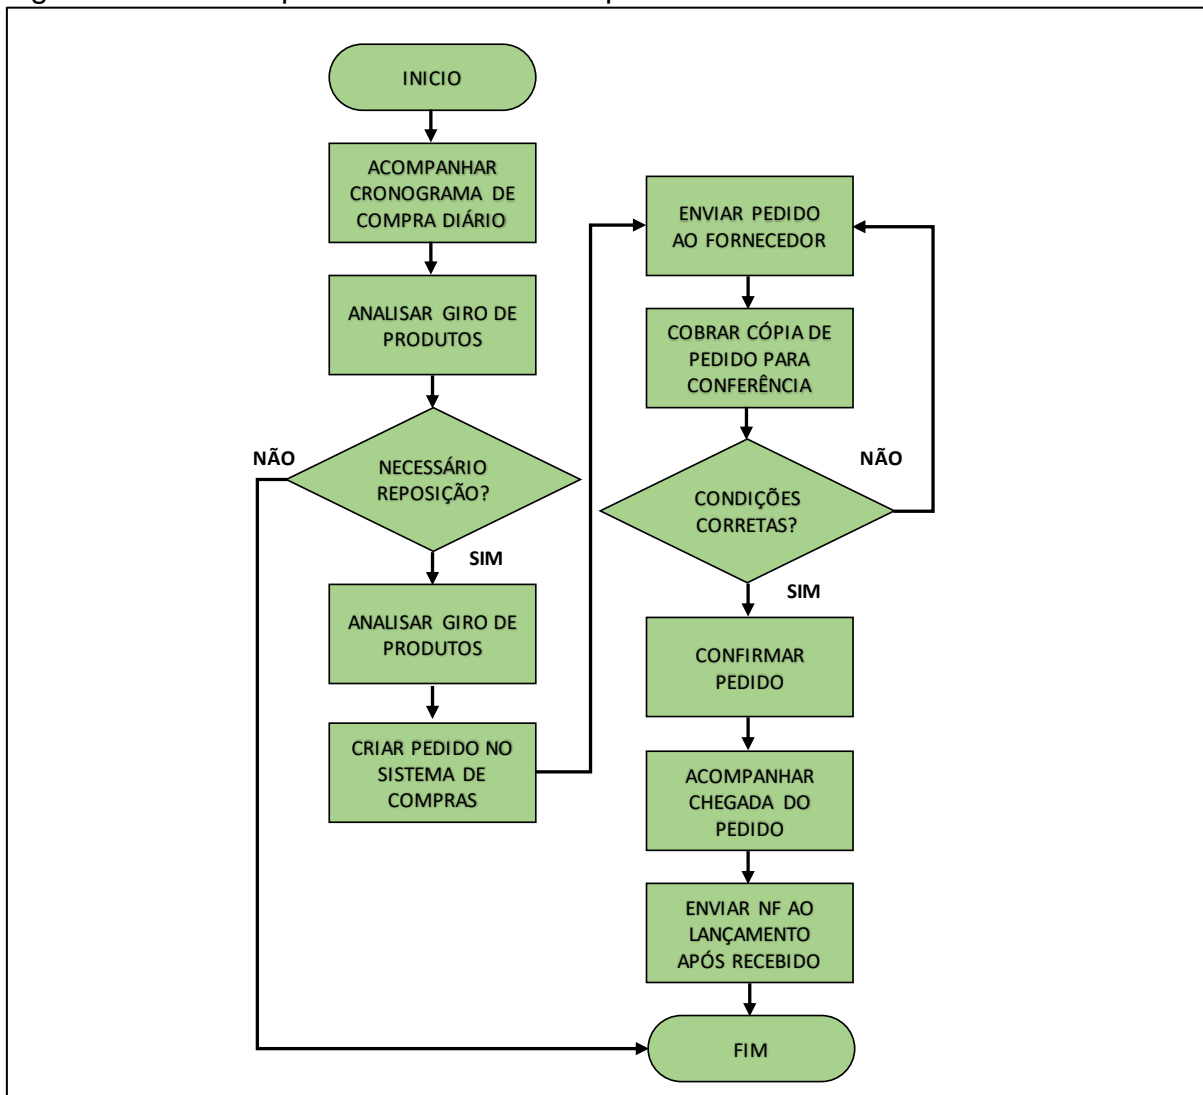 INICIO
ACOMPANHAR
CRONOGRAMA DE
COMPRA DIÁRIO
ANALISAR GIRO DE
PRODUTOS
NÃO
NECESSÁRIO
REPOSIÇÃO?
SIM
ANALISAR GIRO DE
PRODUTOS
CRIAR PEDIDO NO
SISTEMA DE
COMPRAS
ENVIAR PEDIDO
AO FORNECEDOR
COBRAR CÓPIA DE
PEDIDO PARA
CONFERÊNCIA
NÃO
CONDIÇÕES
CORRETAS?
SIM
CONFIRMAR
PEDIDO
ACOMPANHAR
CHEGADA DO
PEDIDO
ENVIAR NF AO
LANÇAMENTO
APÓS RECEBIDO
FIM